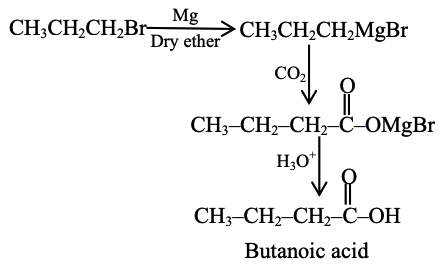 CH₃CH₂CH₂Br Mg Dry ether CH₃CH₂CH₂MgBr
CO₂
O
CH₃–CH₂–CH₂–C–OMgBr
H₃O⁺
O
CH₃–CH₂–CH₂–C–OH
Butanoic acid